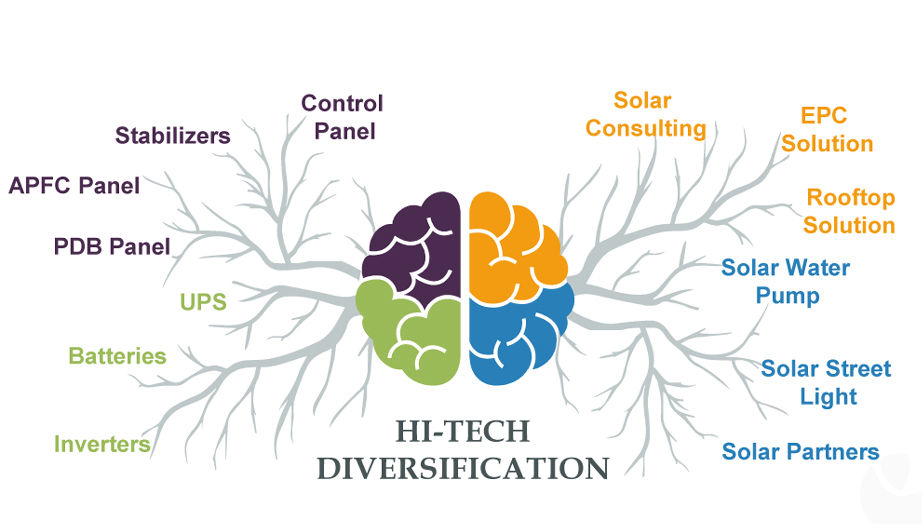 Control
Panel
Stabilizers
APFC Panel
PDB Panel
UPS
Batteries
Inverters
Solar
Consulting
EPC
Solution
Rooftop
Solution
Solar Water
Pump
Solar Street
Light
Solar Partners
HI-TECH
DIVERSIFICATION